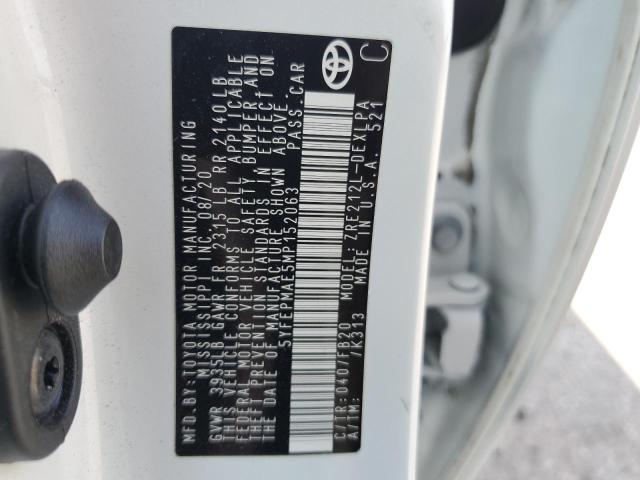 MFD.BY: TOYOTA MOTOR MANUFACTURING
MISSISSIPPI INC. 08/20
GVWR 3935LB GAWR FR 2315 LB RR 2140 LB
THIS VEHICLE CONFORMS TO ALL APPLICABLE
FEDERAL MOTOR VEHICLE SAFETY, BUMPER AND
THEFT PREVENTION STANDARDS IN EFFECT ON
THE DATE OF MANUFACTURE SHOWN ABOVE.
5YFEPMAE5MP152063 PASS. CAR
C/TR: 040/FB20 MODEL: ZRE212L-DEXLPA
A/TM: /K313 MADE IN U.S.A. 521
C